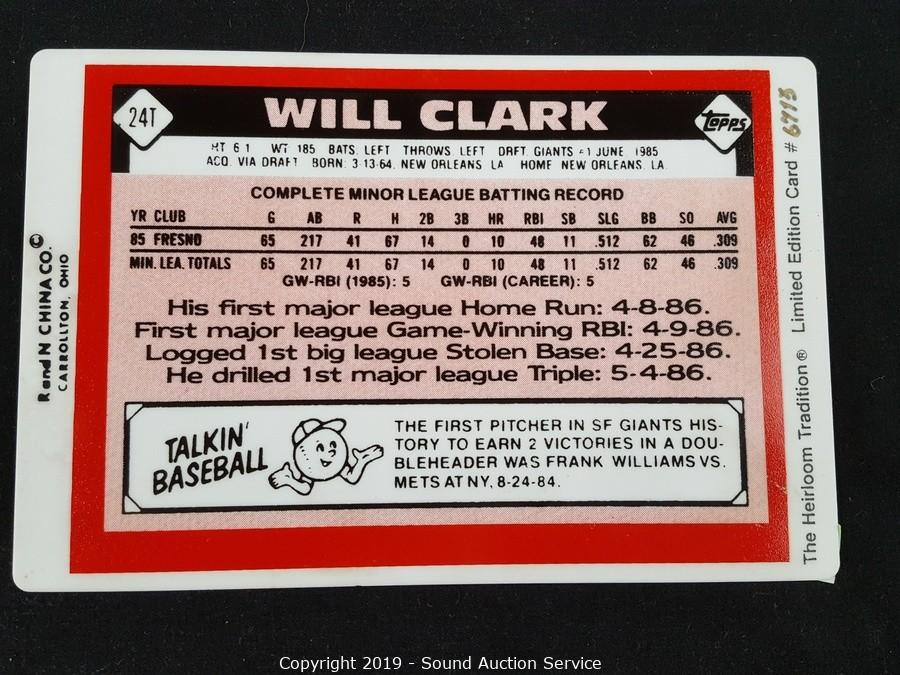 24T
WILL CLARK
topps
HT 6 1 WT 185 BATS LEFT THROWS LEFT DRFT GIANTS #1 JUNE 1985
ACQ. VIA DRAFT BORN: 3-13-64, NEW ORLEANS LA HOME NEW ORLEANS, LA
COMPLETE MINOR LEAGUE BATTING RECORD
YR CLUB G AB R H 2B 3B HR RBI SB SLG BB SO AVG
85 FRESNO 65 217 41 67 14 0 10 48 11 .512 62 46 .309
MIN. LEA. TOTALS 65 217 41 67 14 0 10 48 11 .512 62 46 .309
GW-RBI (1985): 5 GW-RBI (CAREER): 5
His first major league Home Run: 4-8-86.
First major league Game-Winning RBI: 4-9-86.
Logged 1st big league Stolen Base: 4-25-86.
He drilled 1st major league Triple: 5-4-86.
TALKIN'
BASEBALL
THE FIRST PITCHER IN SF GIANTS HIS-
TORY TO EARN 2 VICTORIES IN A DOU-
BLEHEADER WAS FRANK WILLIAMS VS.
METS AT NY, 8-24-84.
R and N CHINA CO.©
CARROLLTON, OHIO
The Heirloom Tradition® Limited Edition Card # 6713
Copyright 2019 - Sound Auction Service